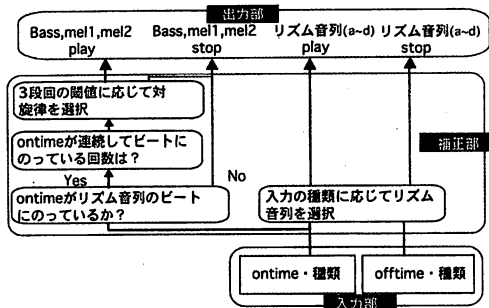 出力部
Bass,mel1,mel2 Bass,mel1,mel2 リズム音列(a~d) リズム音列(a~d)
play stop play stop
3段回の閾値に応じて対
旋律を選択
ontimeが連続してビートに
のっている回数は？
補正部
Yes No
ontimeがリズム音列のビート
にのっているか？
入力の種類に応じてリズム
音列を選択
ontime・種類 offtime・種類
入力部